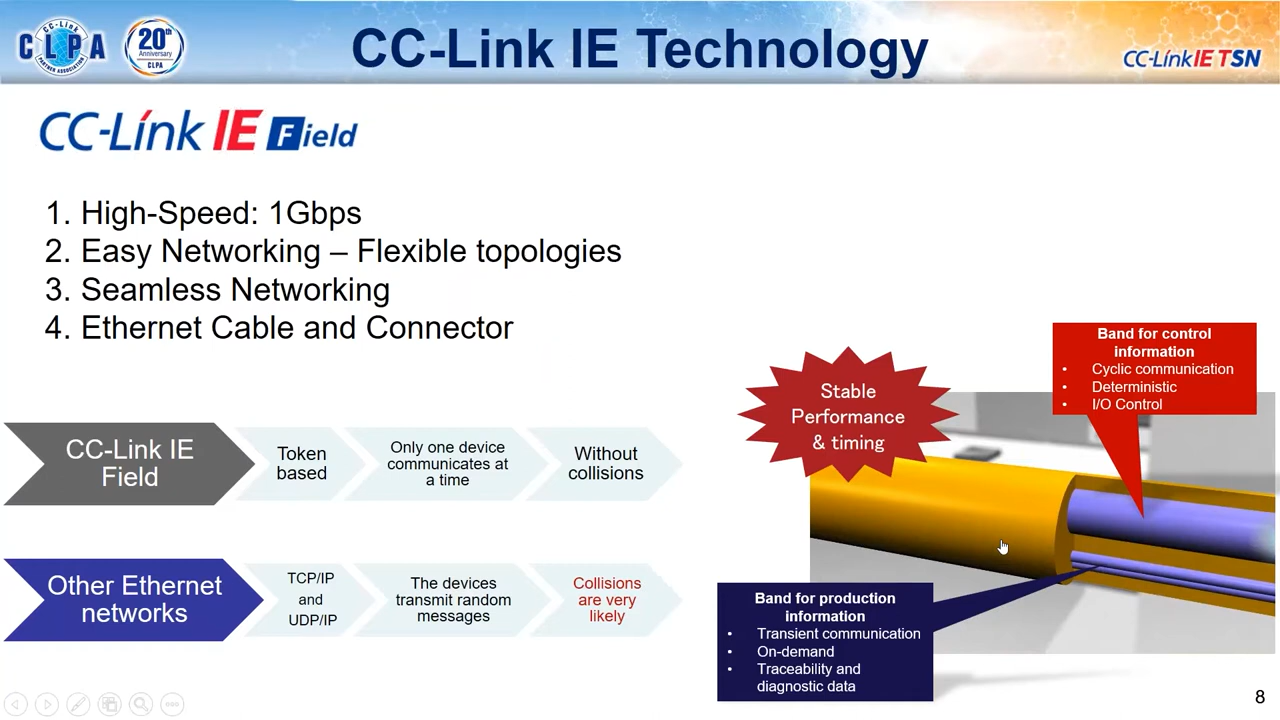 CC-Link
CLPA
PARTNER ASSOCIATION
20th
Anniversary
CLPA
CC-Link IE Technology
CC-Link IE TSN
CC-Link IE Field
1. High-Speed: 1Gbps
2. Easy Networking – Flexible topologies
3. Seamless Networking
4. Ethernet Cable and Connector
CC-Link IE
Field
Token
based
Only one device
communicates at
a time
Without
collisions
Other Ethernet
networks
TCP/IP
and
UDP/IP
The devices
transmit random
messages
Collisions
are very
likely
Stable
Performance
& timing
Band for control
information
• Cyclic communication
• Deterministic
• I/O Control
Band for production
information
• Transient communication
• On-demand
• Traceability and
diagnostic data
8